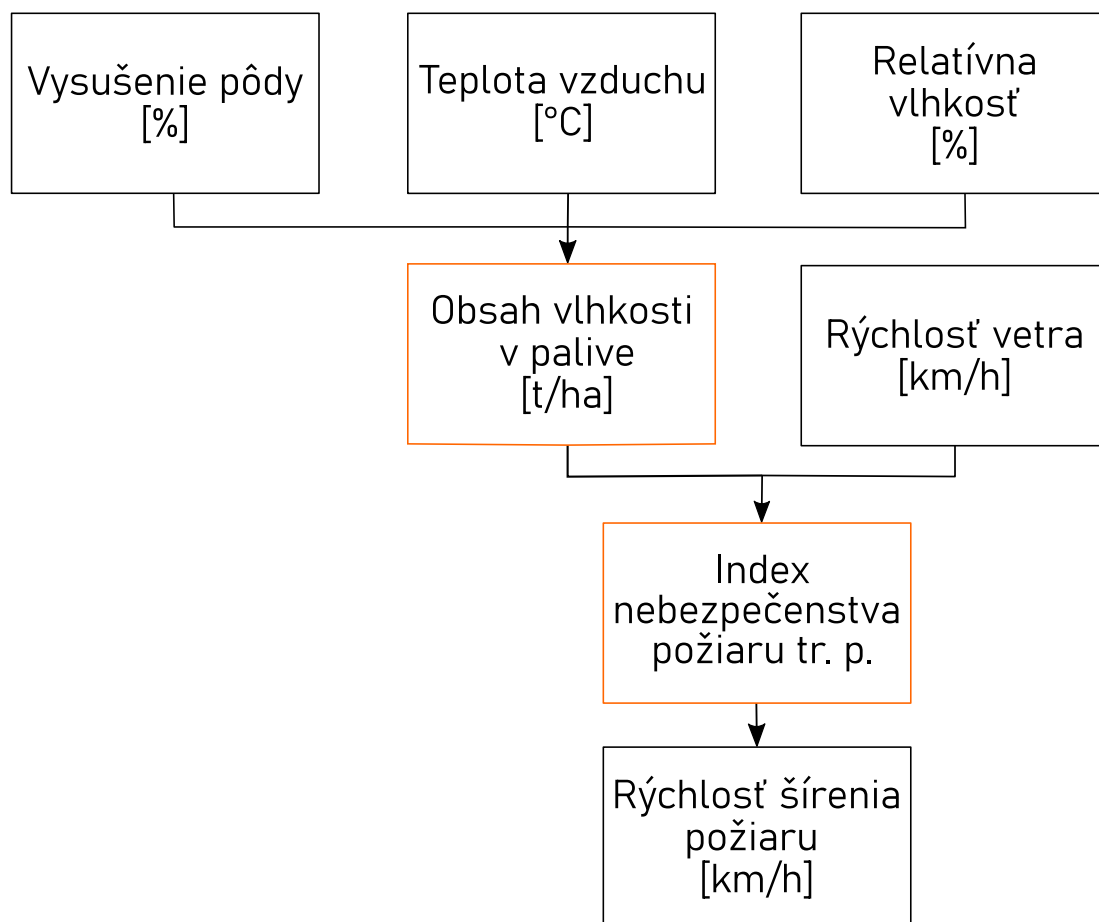 Vysušenie pôdy
[%]
Teplota vzduchu
[°C]
Relatívna
vlhkosť
[%]
Obsah vlhkosti
v palive
[t/ha]
Rýchlosť vetra
[km/h]
Index
nebezpečenstva
požiaru tr. p.
Rýchlosť šírenia
požiaru
[km/h]